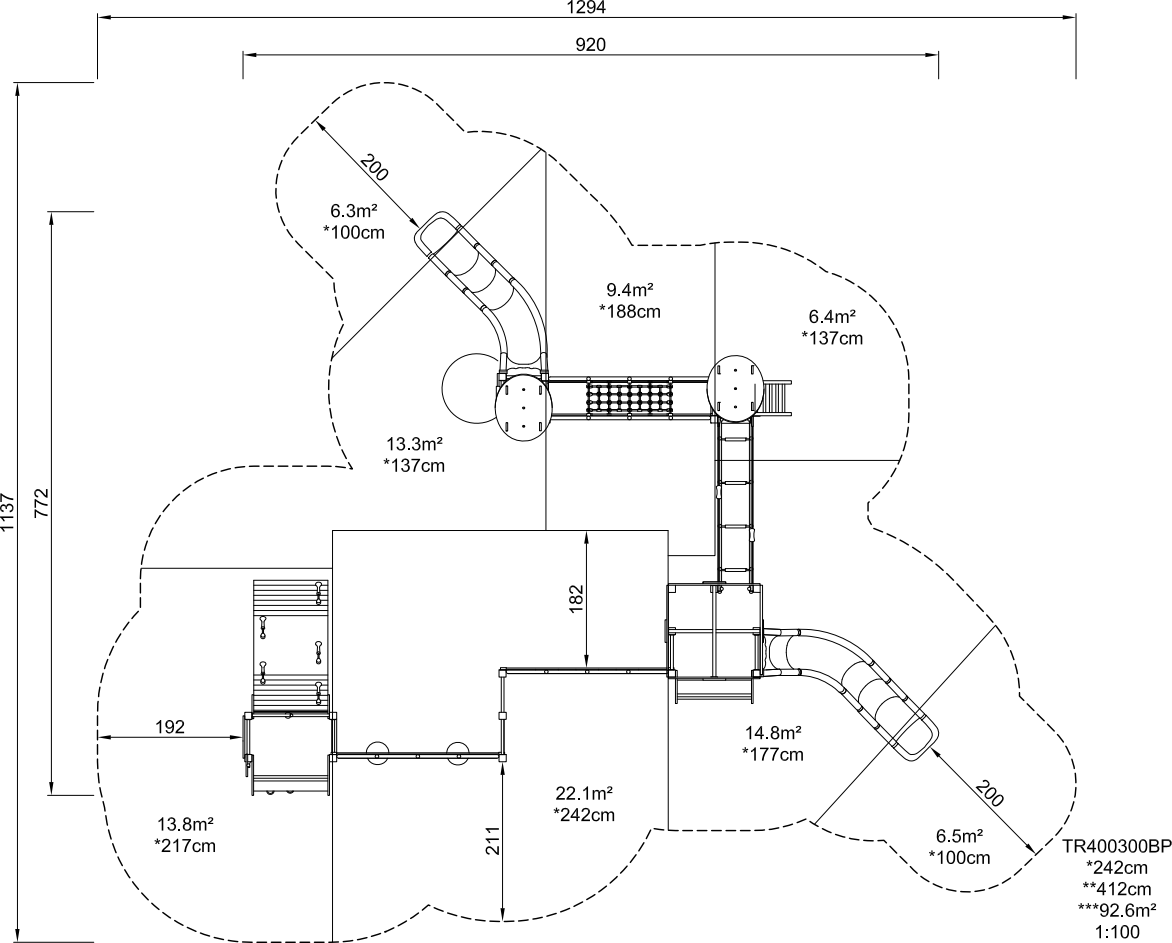 1294
920
200
6.3m²
*100cm
9.4m²
*188cm
6.4m²
*137cm
13.3m²
*137cm
1137
772
182
192
14.8m²
*177cm
22.1m²
*242cm
200
13.8m²
*217cm
211
6.5m²
*100cm
TR400300BP
*242cm
**412cm
***92.6m²
1:100